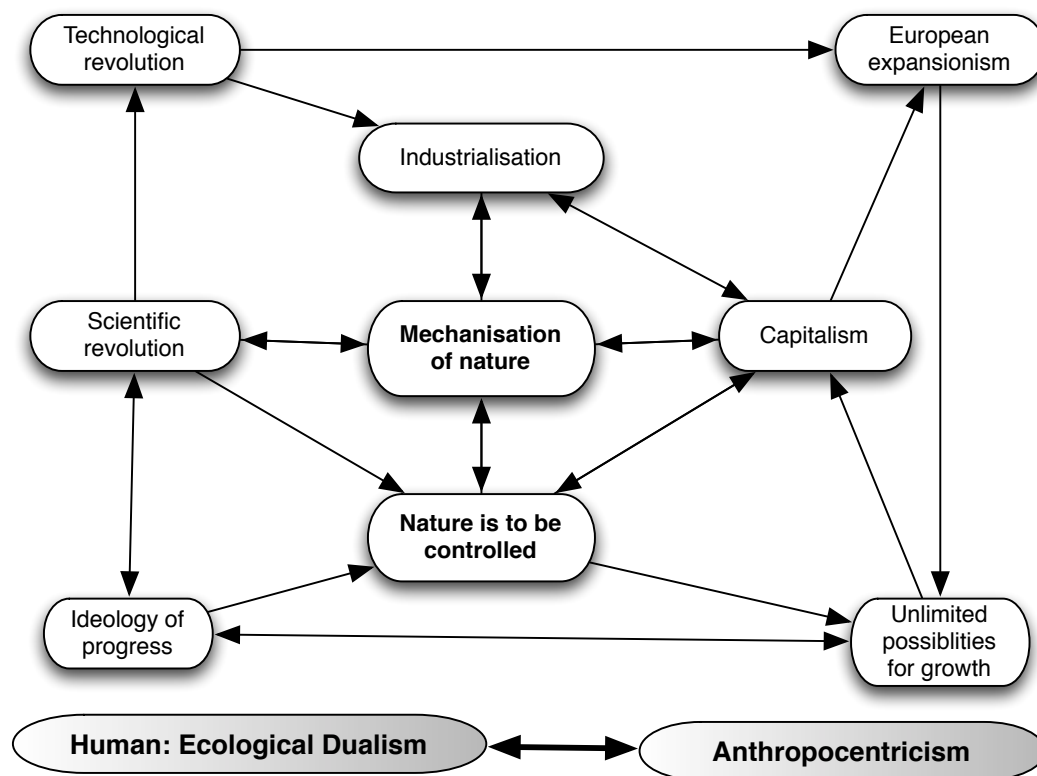 Technological
revolution
European
expansionism
Industrialisation
Scientific
revolution
Mechanisation
of nature
Capitalism
Nature is to be
controlled
Ideology of
progress
Unlimited
possiblities
for growth
Human: Ecological Dualism
Anthropocentricism